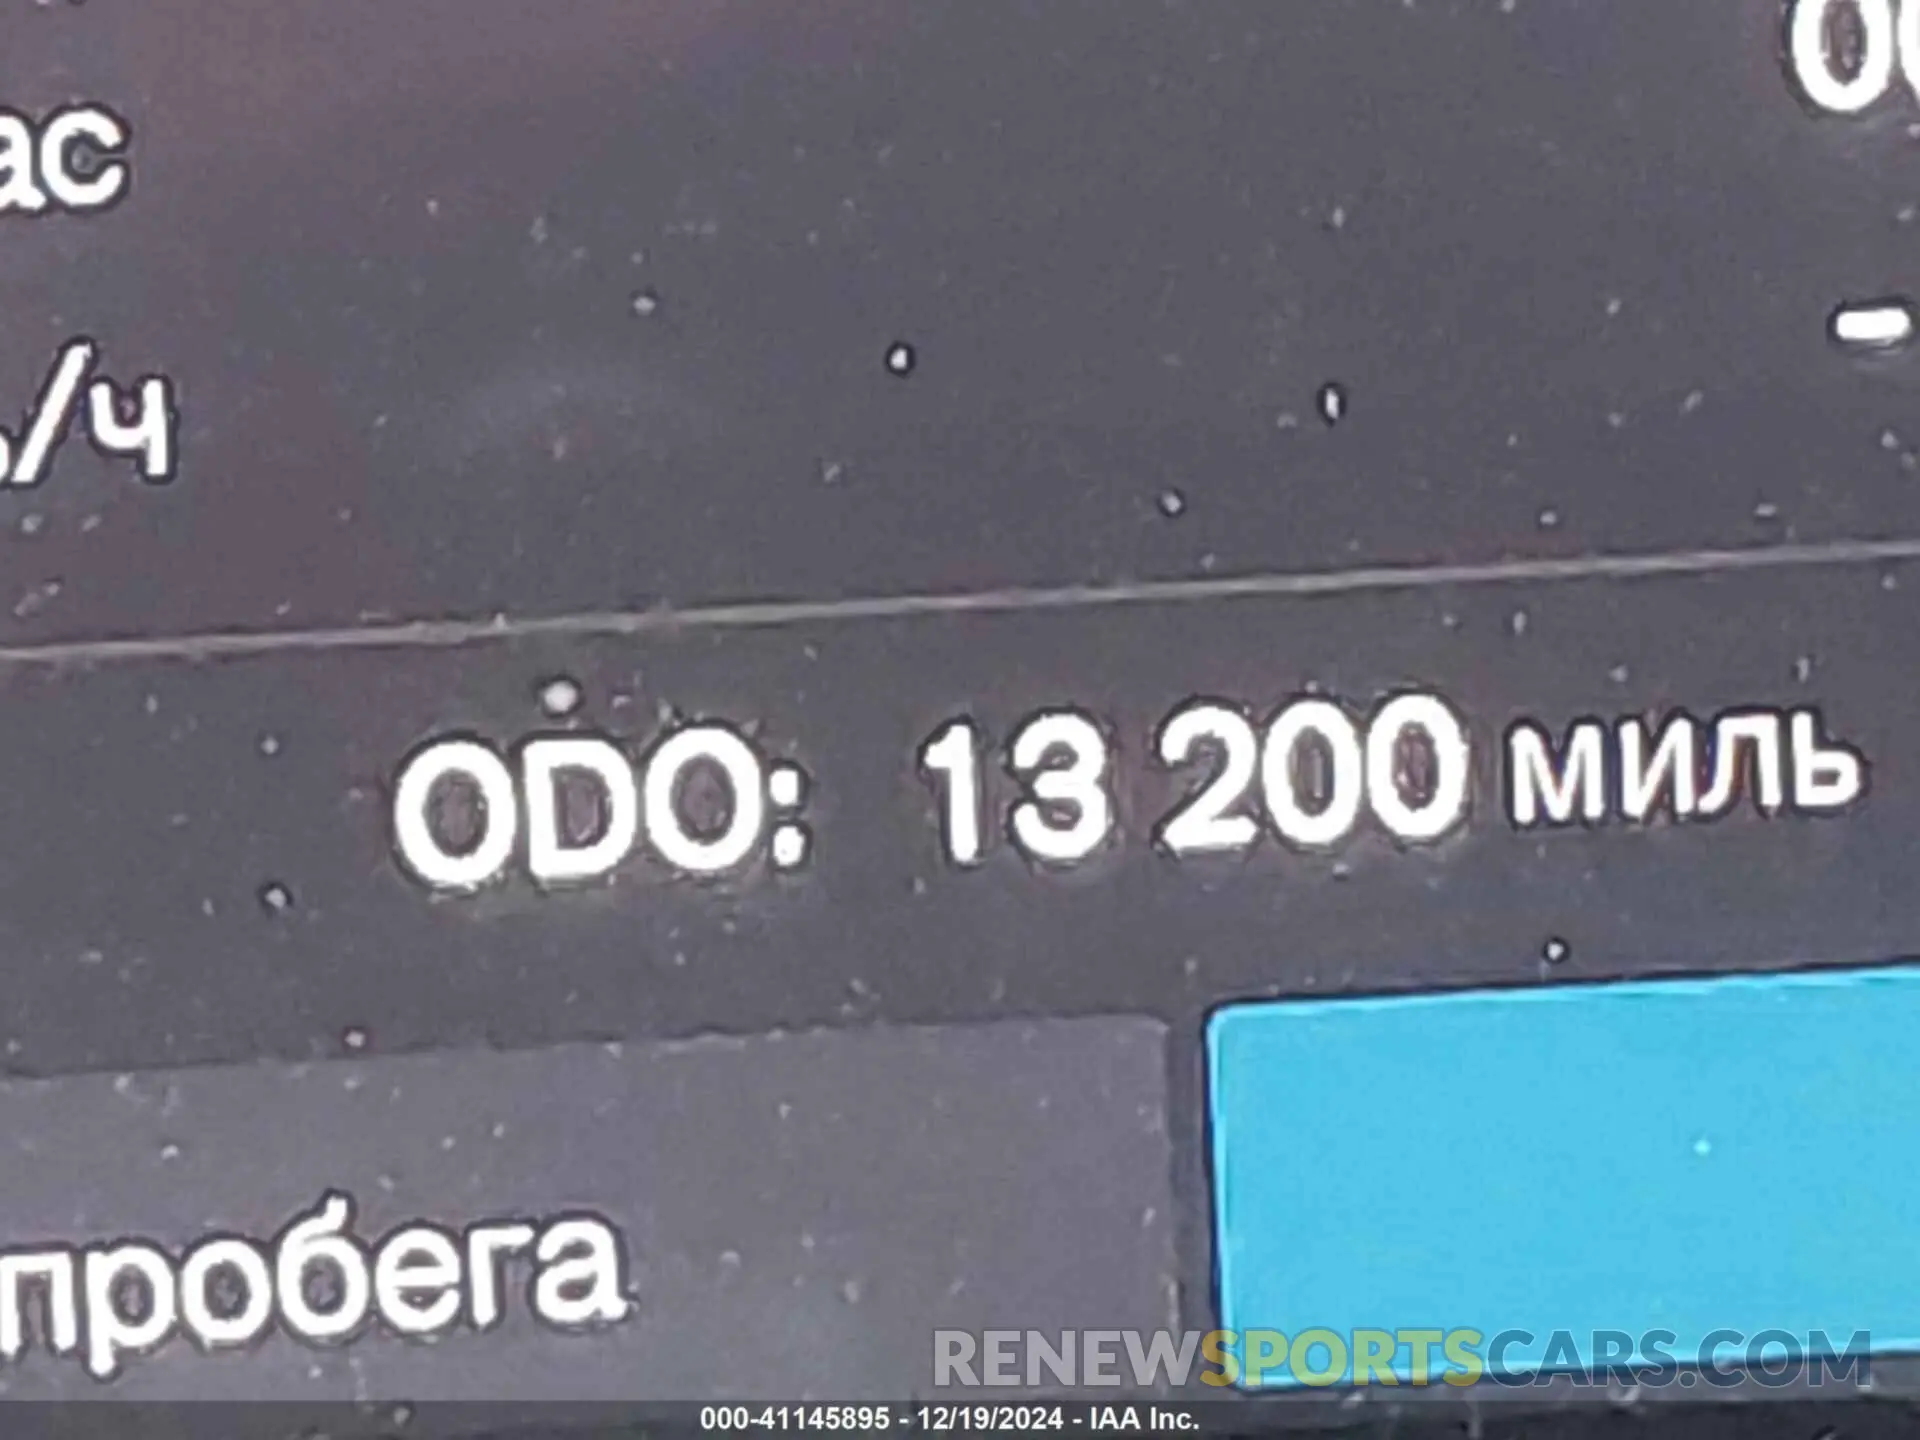 ас
/ч
-
ODO: 13 200 миль
пробега
RENEWSPORTSCARS.COM
000-41145895 - 12/19/2024 - IAA Inc.